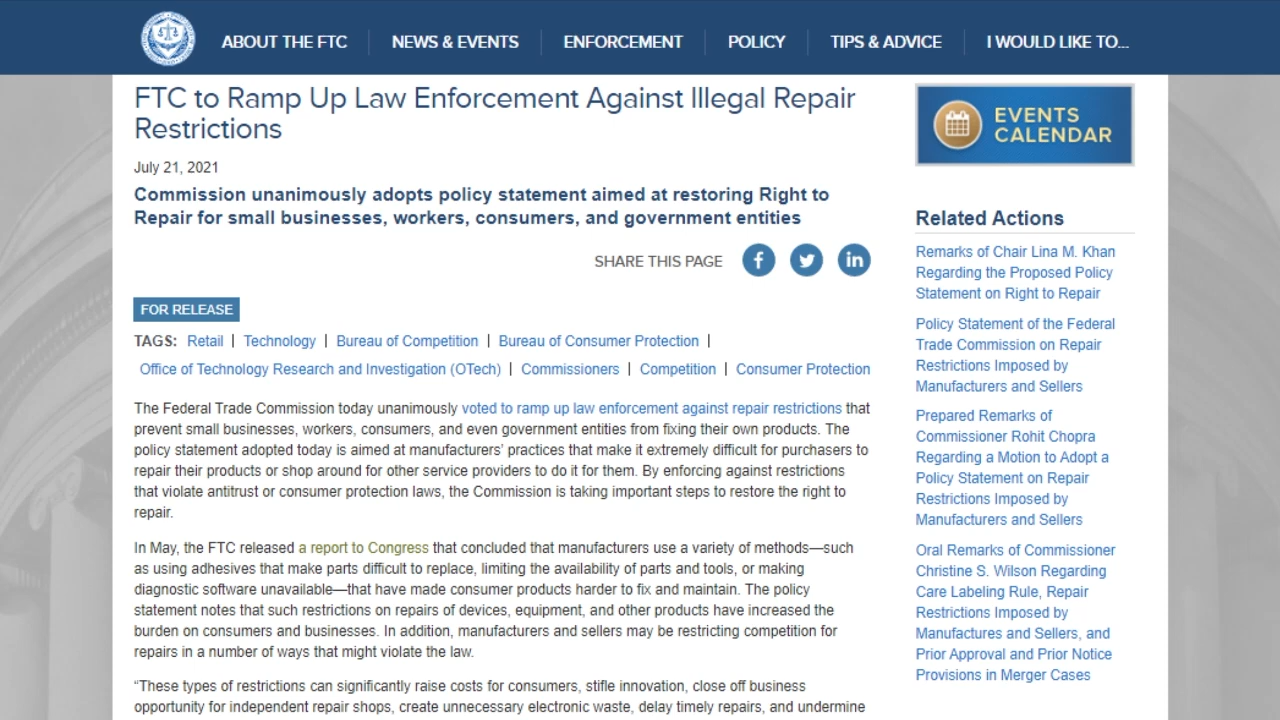 ABOUT THE FTC NEWS & EVENTS ENFORCEMENT POLICY TIPS & ADVICE I WOULD LIKE TO...
FTC to Ramp Up Law Enforcement Against Illegal Repair
Restrictions
July 21, 2021
Commission unanimously adopts policy statement aimed at restoring Right to
Repair for small businesses, workers, consumers, and government entities
SHARE THIS PAGE
FOR RELEASE
TAGS: Retail | Technology | Bureau of Competition | Bureau of Consumer Protection |
Office of Technology Research and Investigation (OTech) | Commissioners | Competition | Consumer Protection
The Federal Trade Commission today unanimously voted to ramp up law enforcement against repair restrictions that
prevent small businesses, workers, consumers, and even government entities from fixing their own products. The
policy statement adopted today is aimed at manufacturers' practices that make it extremely difficult for purchasers to
repair their products or shop around for other service providers to do it for them. By enforcing against restrictions
that violate antitrust or consumer protection laws, the Commission is taking important steps to restore the right to
repair.
In May, the FTC released a report to Congress that concluded that manufacturers use a variety of methods—such
as using adhesives that make parts difficult to replace, limiting the availability of parts and tools, or making
diagnostic software unavailable—that have made consumer products harder to fix and maintain. The policy
statement notes that such restrictions on repairs of devices, equipment, and other products have increased the
burden on consumers and businesses. In addition, manufacturers and sellers may be restricting competition for
repairs in a number of ways that might violate the law.
“These types of restrictions can significantly raise costs for consumers, stifle innovation, close off business
opportunity for independent repair shops, create unnecessary electronic waste, delay timely repairs, and undermine
EVENTS
CALENDAR
Related Actions
Remarks of Chair Lina M. Khan
Regarding the Proposed Policy
Statement on Right to Repair
Policy Statement of the Federal
Trade Commission on Repair
Restrictions Imposed by
Manufacturers and Sellers
Prepared Remarks of
Commissioner Rohit Chopra
Regarding a Motion to Adopt a
Policy Statement on Repair
Restrictions Imposed by
Manufacturers and Sellers
Oral Remarks of Commissioner
Christine S. Wilson Regarding
Care Labeling Rule, Repair
Restrictions Imposed by
Manufactures and Sellers, and
Prior Approval and Prior Notice
Provisions in Merger Cases